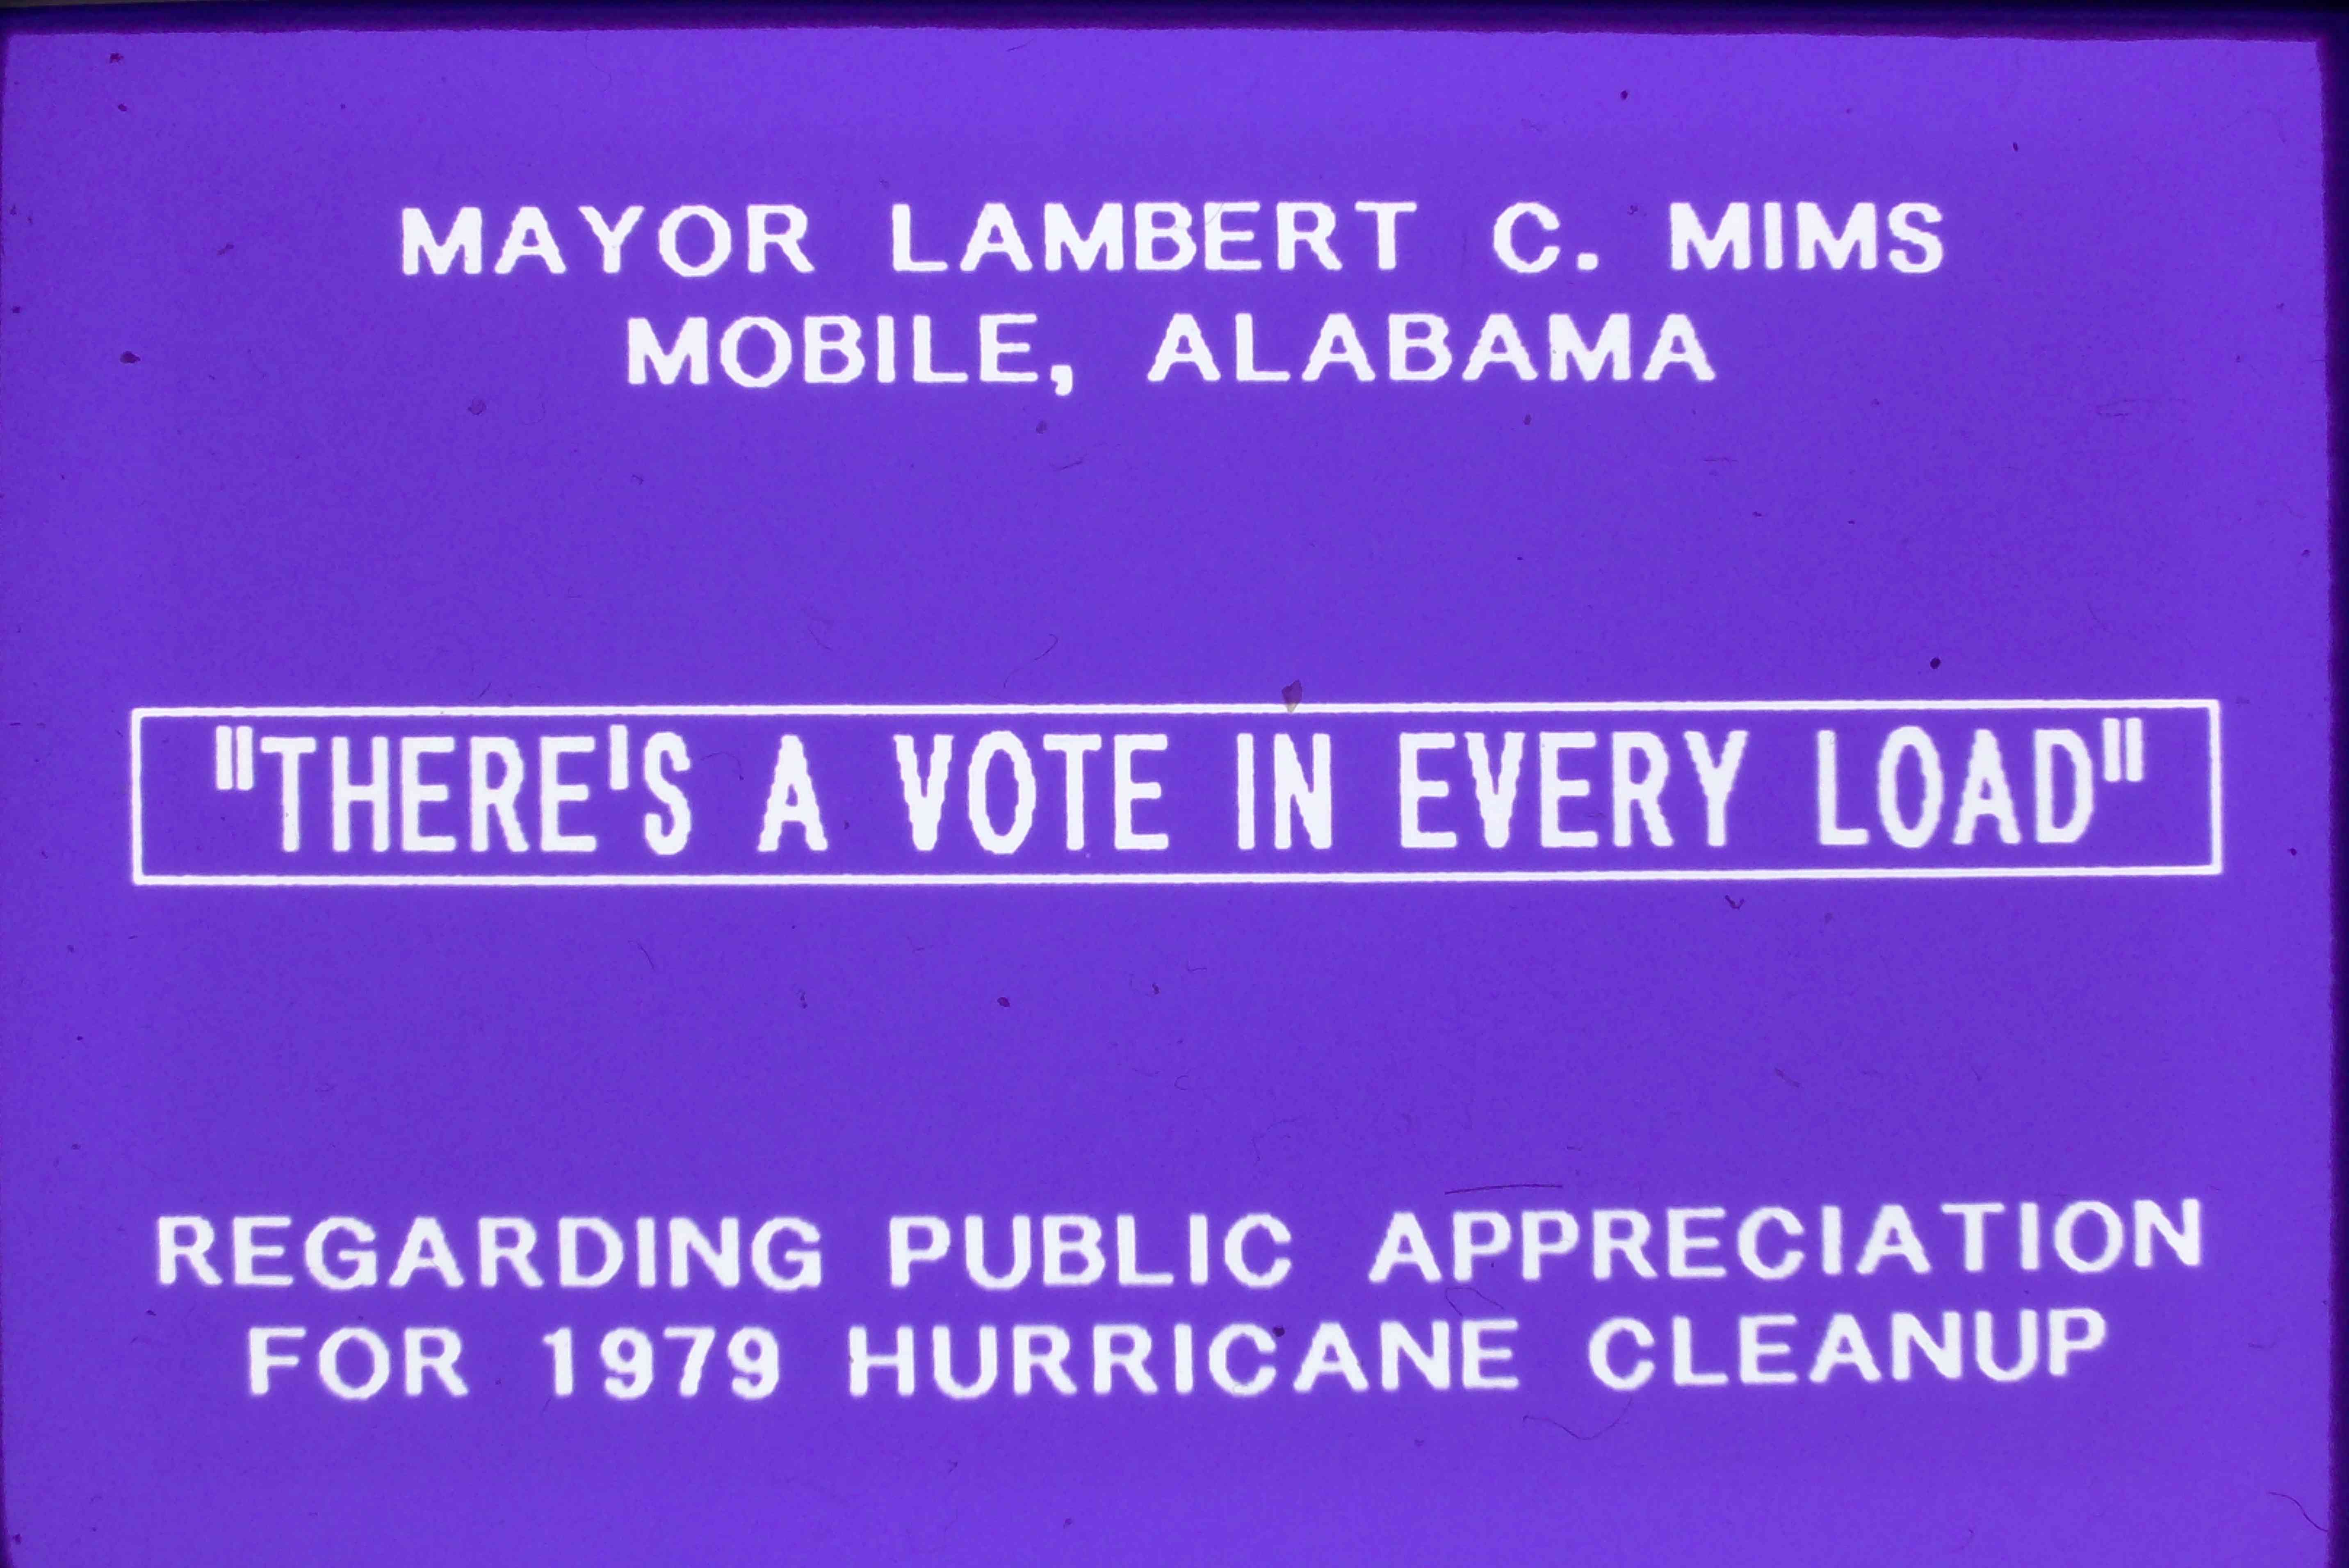 MAYOR LAMBERT C. MIMS
MOBILE, ALABAMA
"THERE'S A VOTE IN EVERY LOAD"
REGARDING PUBLIC APPRECIATION
FOR 1979 HURRICANE CLEANUP